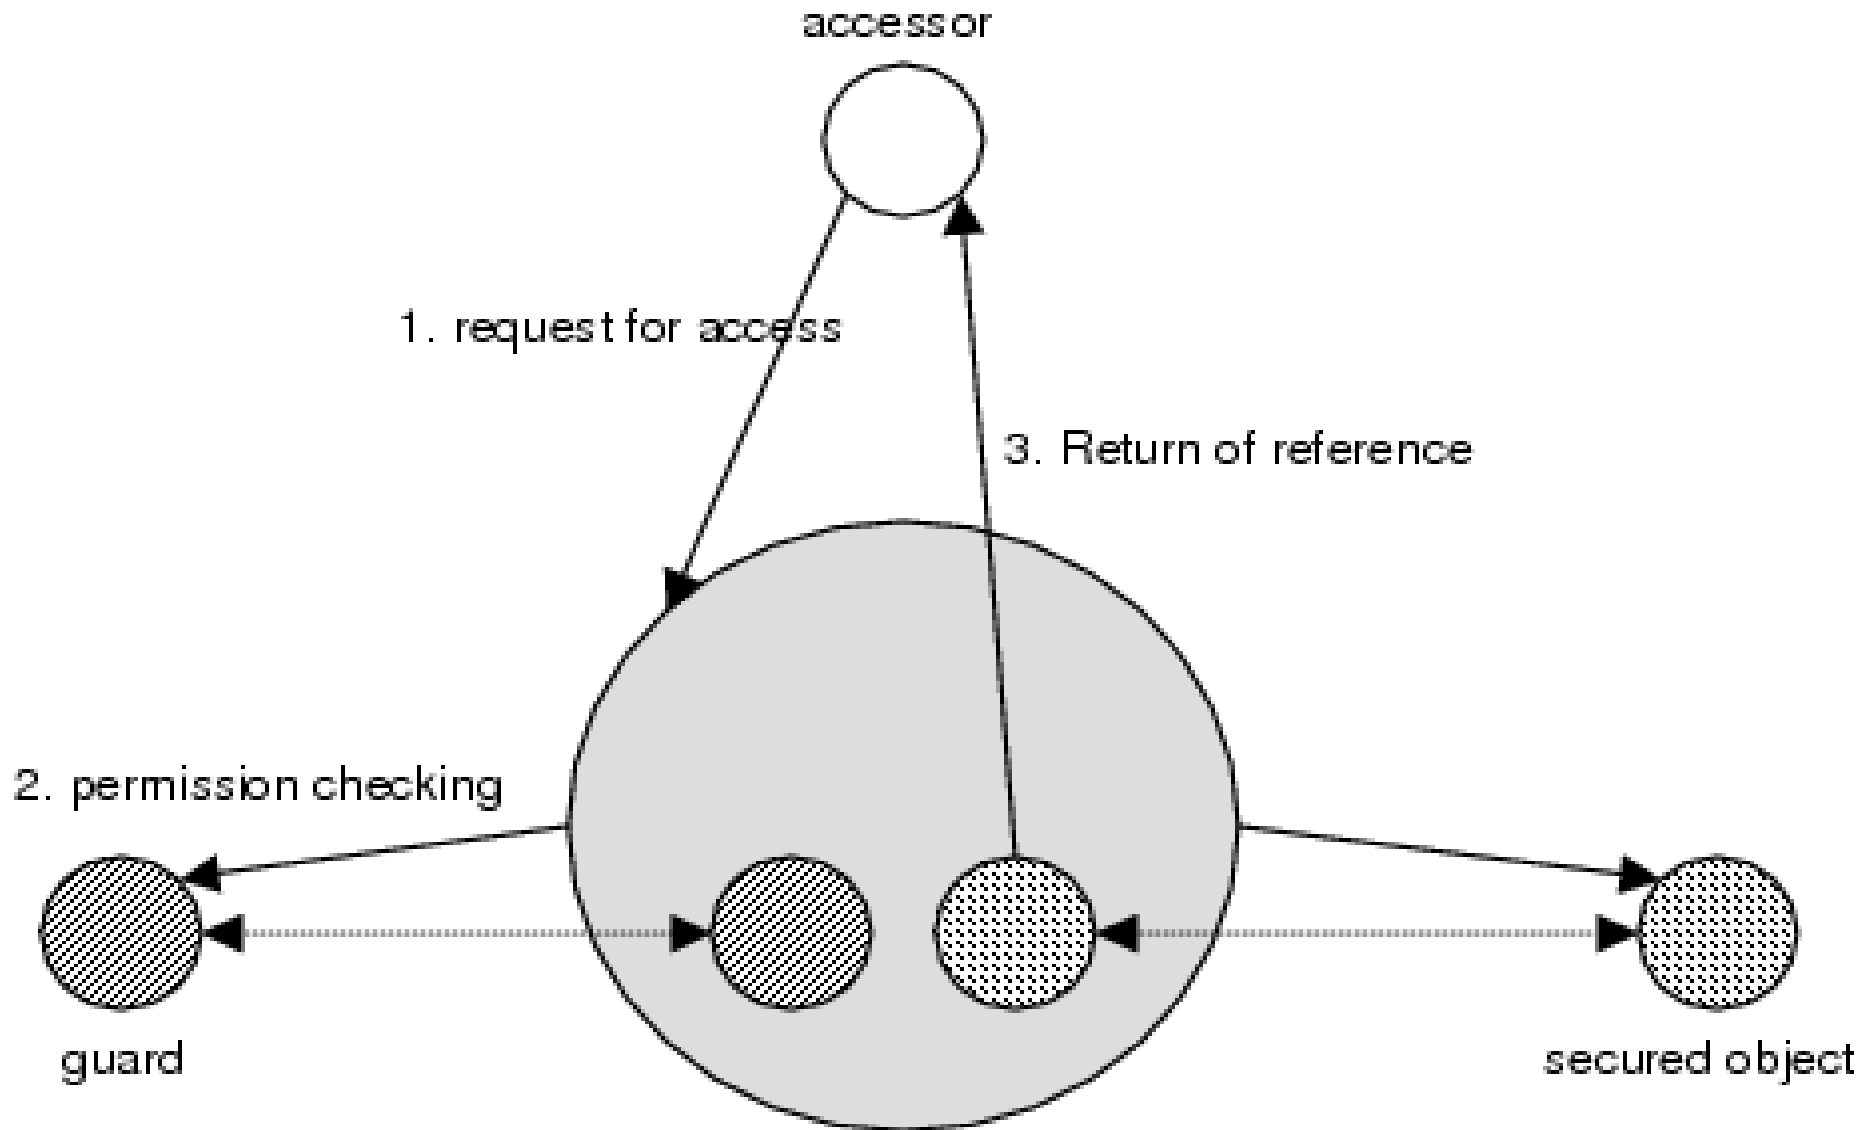 accessor
1. request for access
3. Return of reference
2. permission checking
guard
secured object